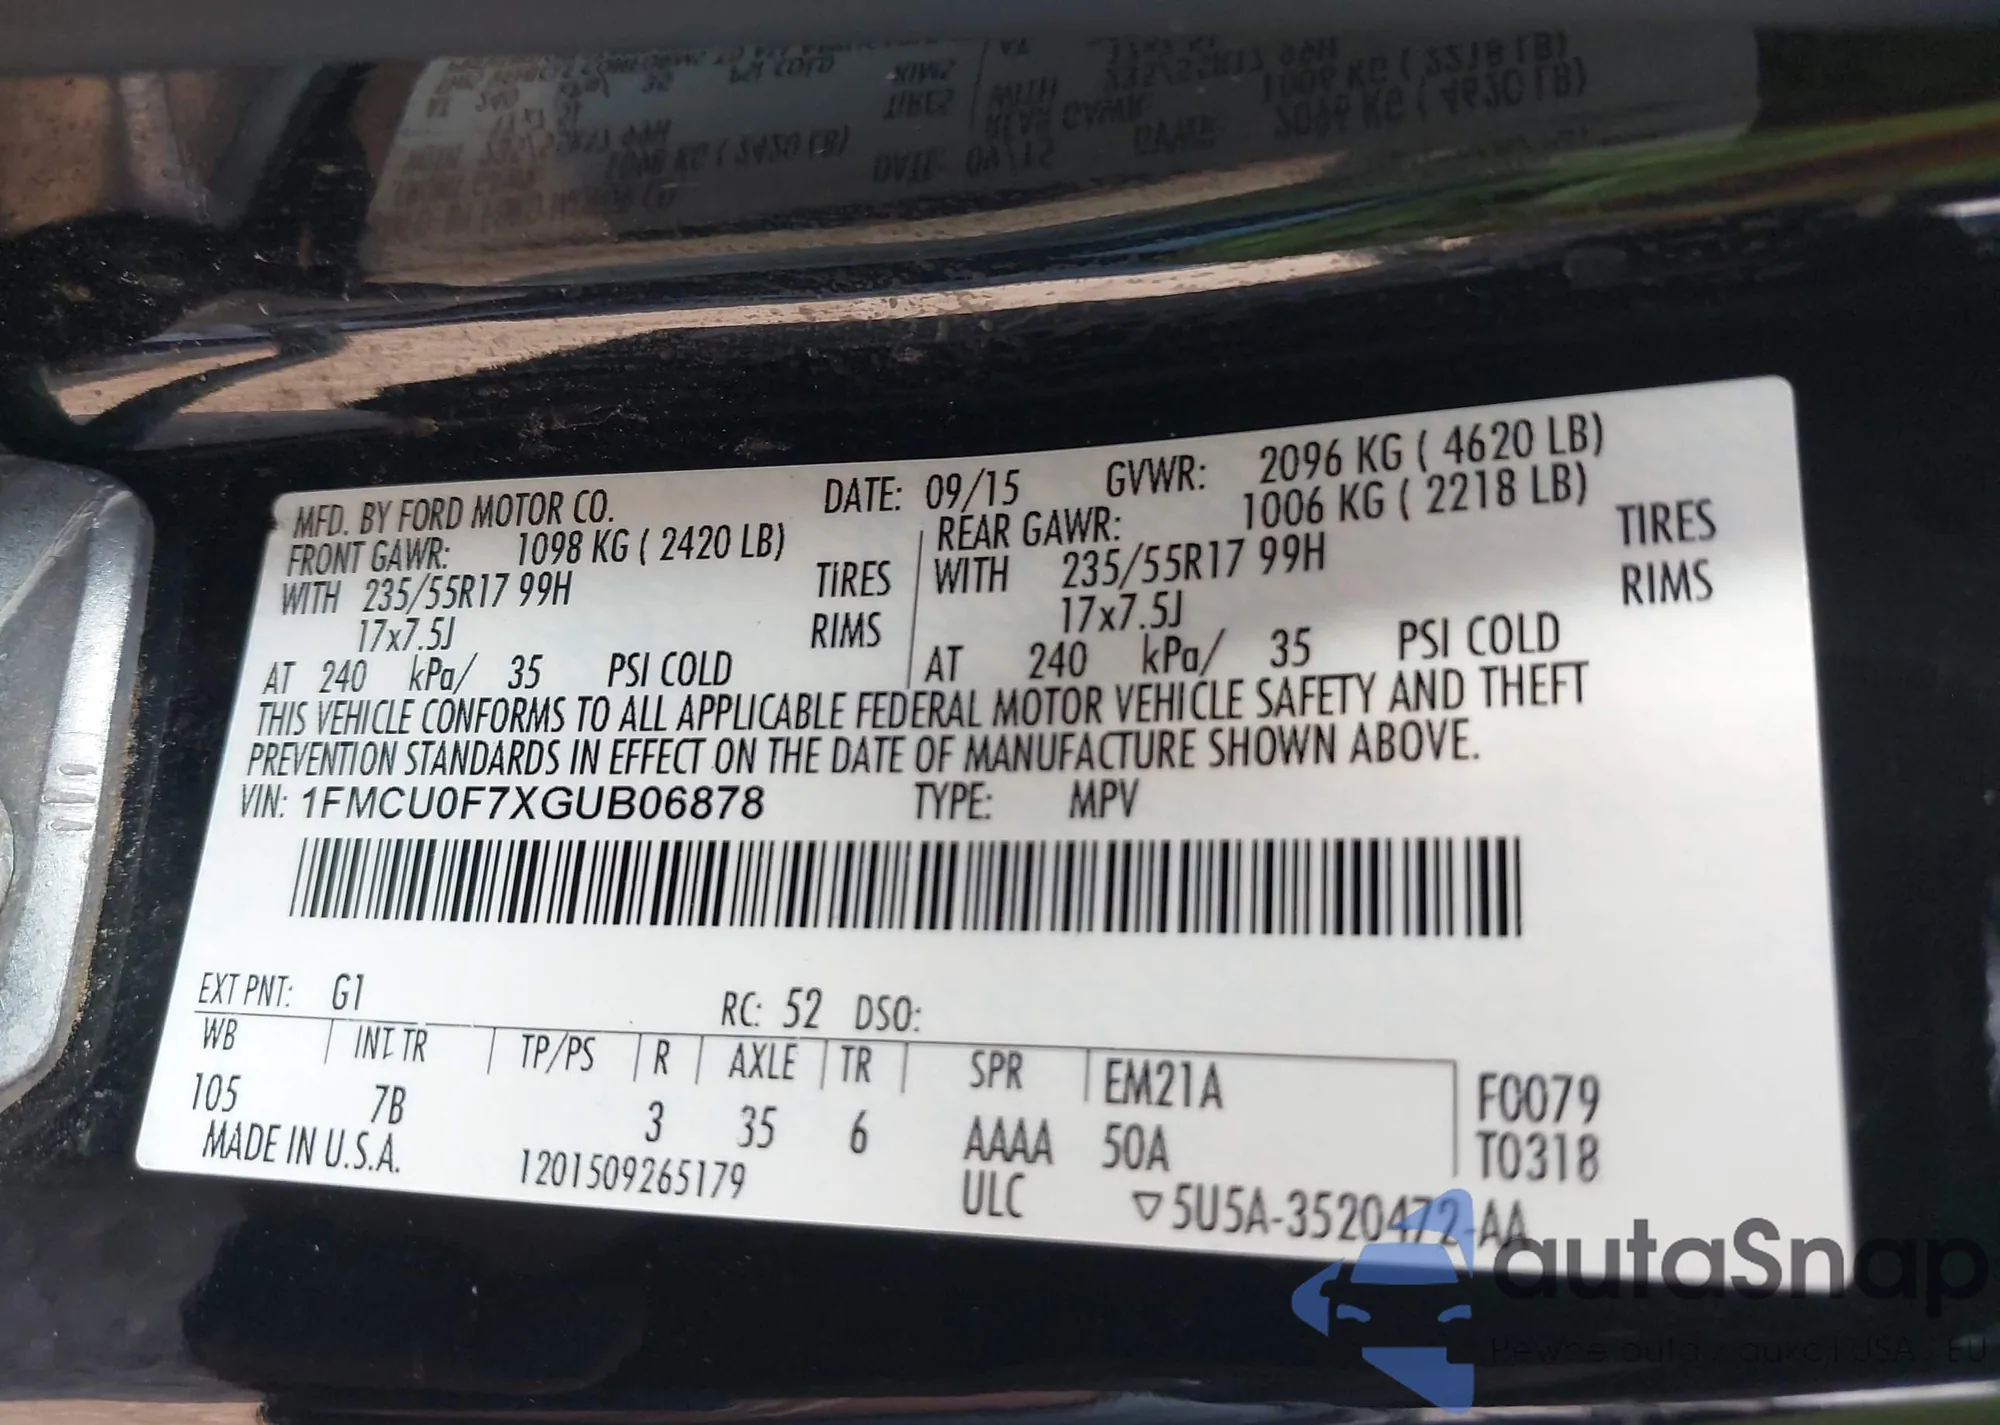 MFD. BY FORD MOTOR CO. DATE: 09/15 GVWR: 2096 KG ( 4620 LB)
FRONT GAWR: 1098 KG ( 2420 LB) REAR GAWR: 1006 KG ( 2218 LB)
WITH 235/55R17 99H TIRES WITH 235/55R17 99H TIRES
17x7.5J RIMS 17x7.5J RIMS
AT 240 kPa/ 35 PSI COLD AT 240 kPa/ 35 PSI COLD
THIS VEHICLE CONFORMS TO ALL APPLICABLE FEDERAL MOTOR VEHICLE SAFETY AND THEFT
PREVENTION STANDARDS IN EFFECT ON THE DATE OF MANUFACTURE SHOWN ABOVE.
VIN: 1FMCU0F7XGUB06878 TYPE: MPV
EXT PNT: G1 RC: 52 DSO:
WB INT TR TP/PS R AXLE TR SPR EM21A F0079
105 7B 3 35 6 AAAA 50A T0318
MADE IN U.S.A. 1201509265179 ULC ▽5U5A-3520472-AA
autaSnap